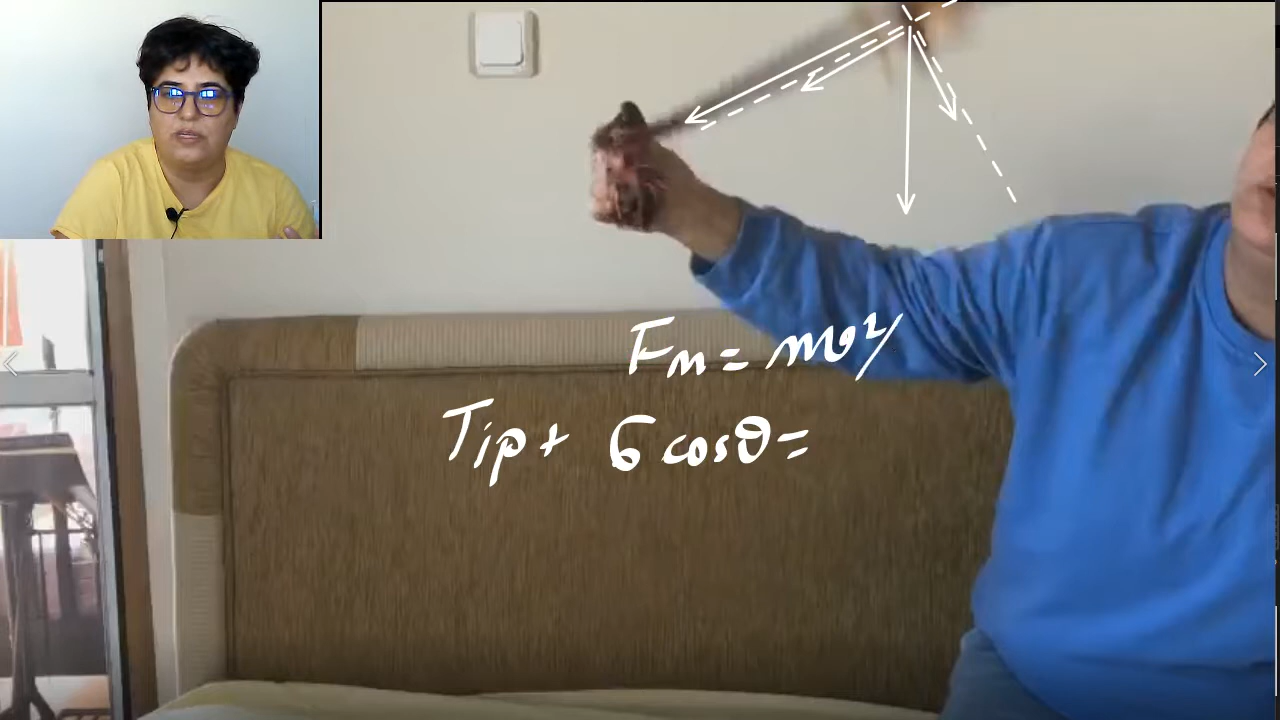 Fm = mv²/
Tip + G cosθ =